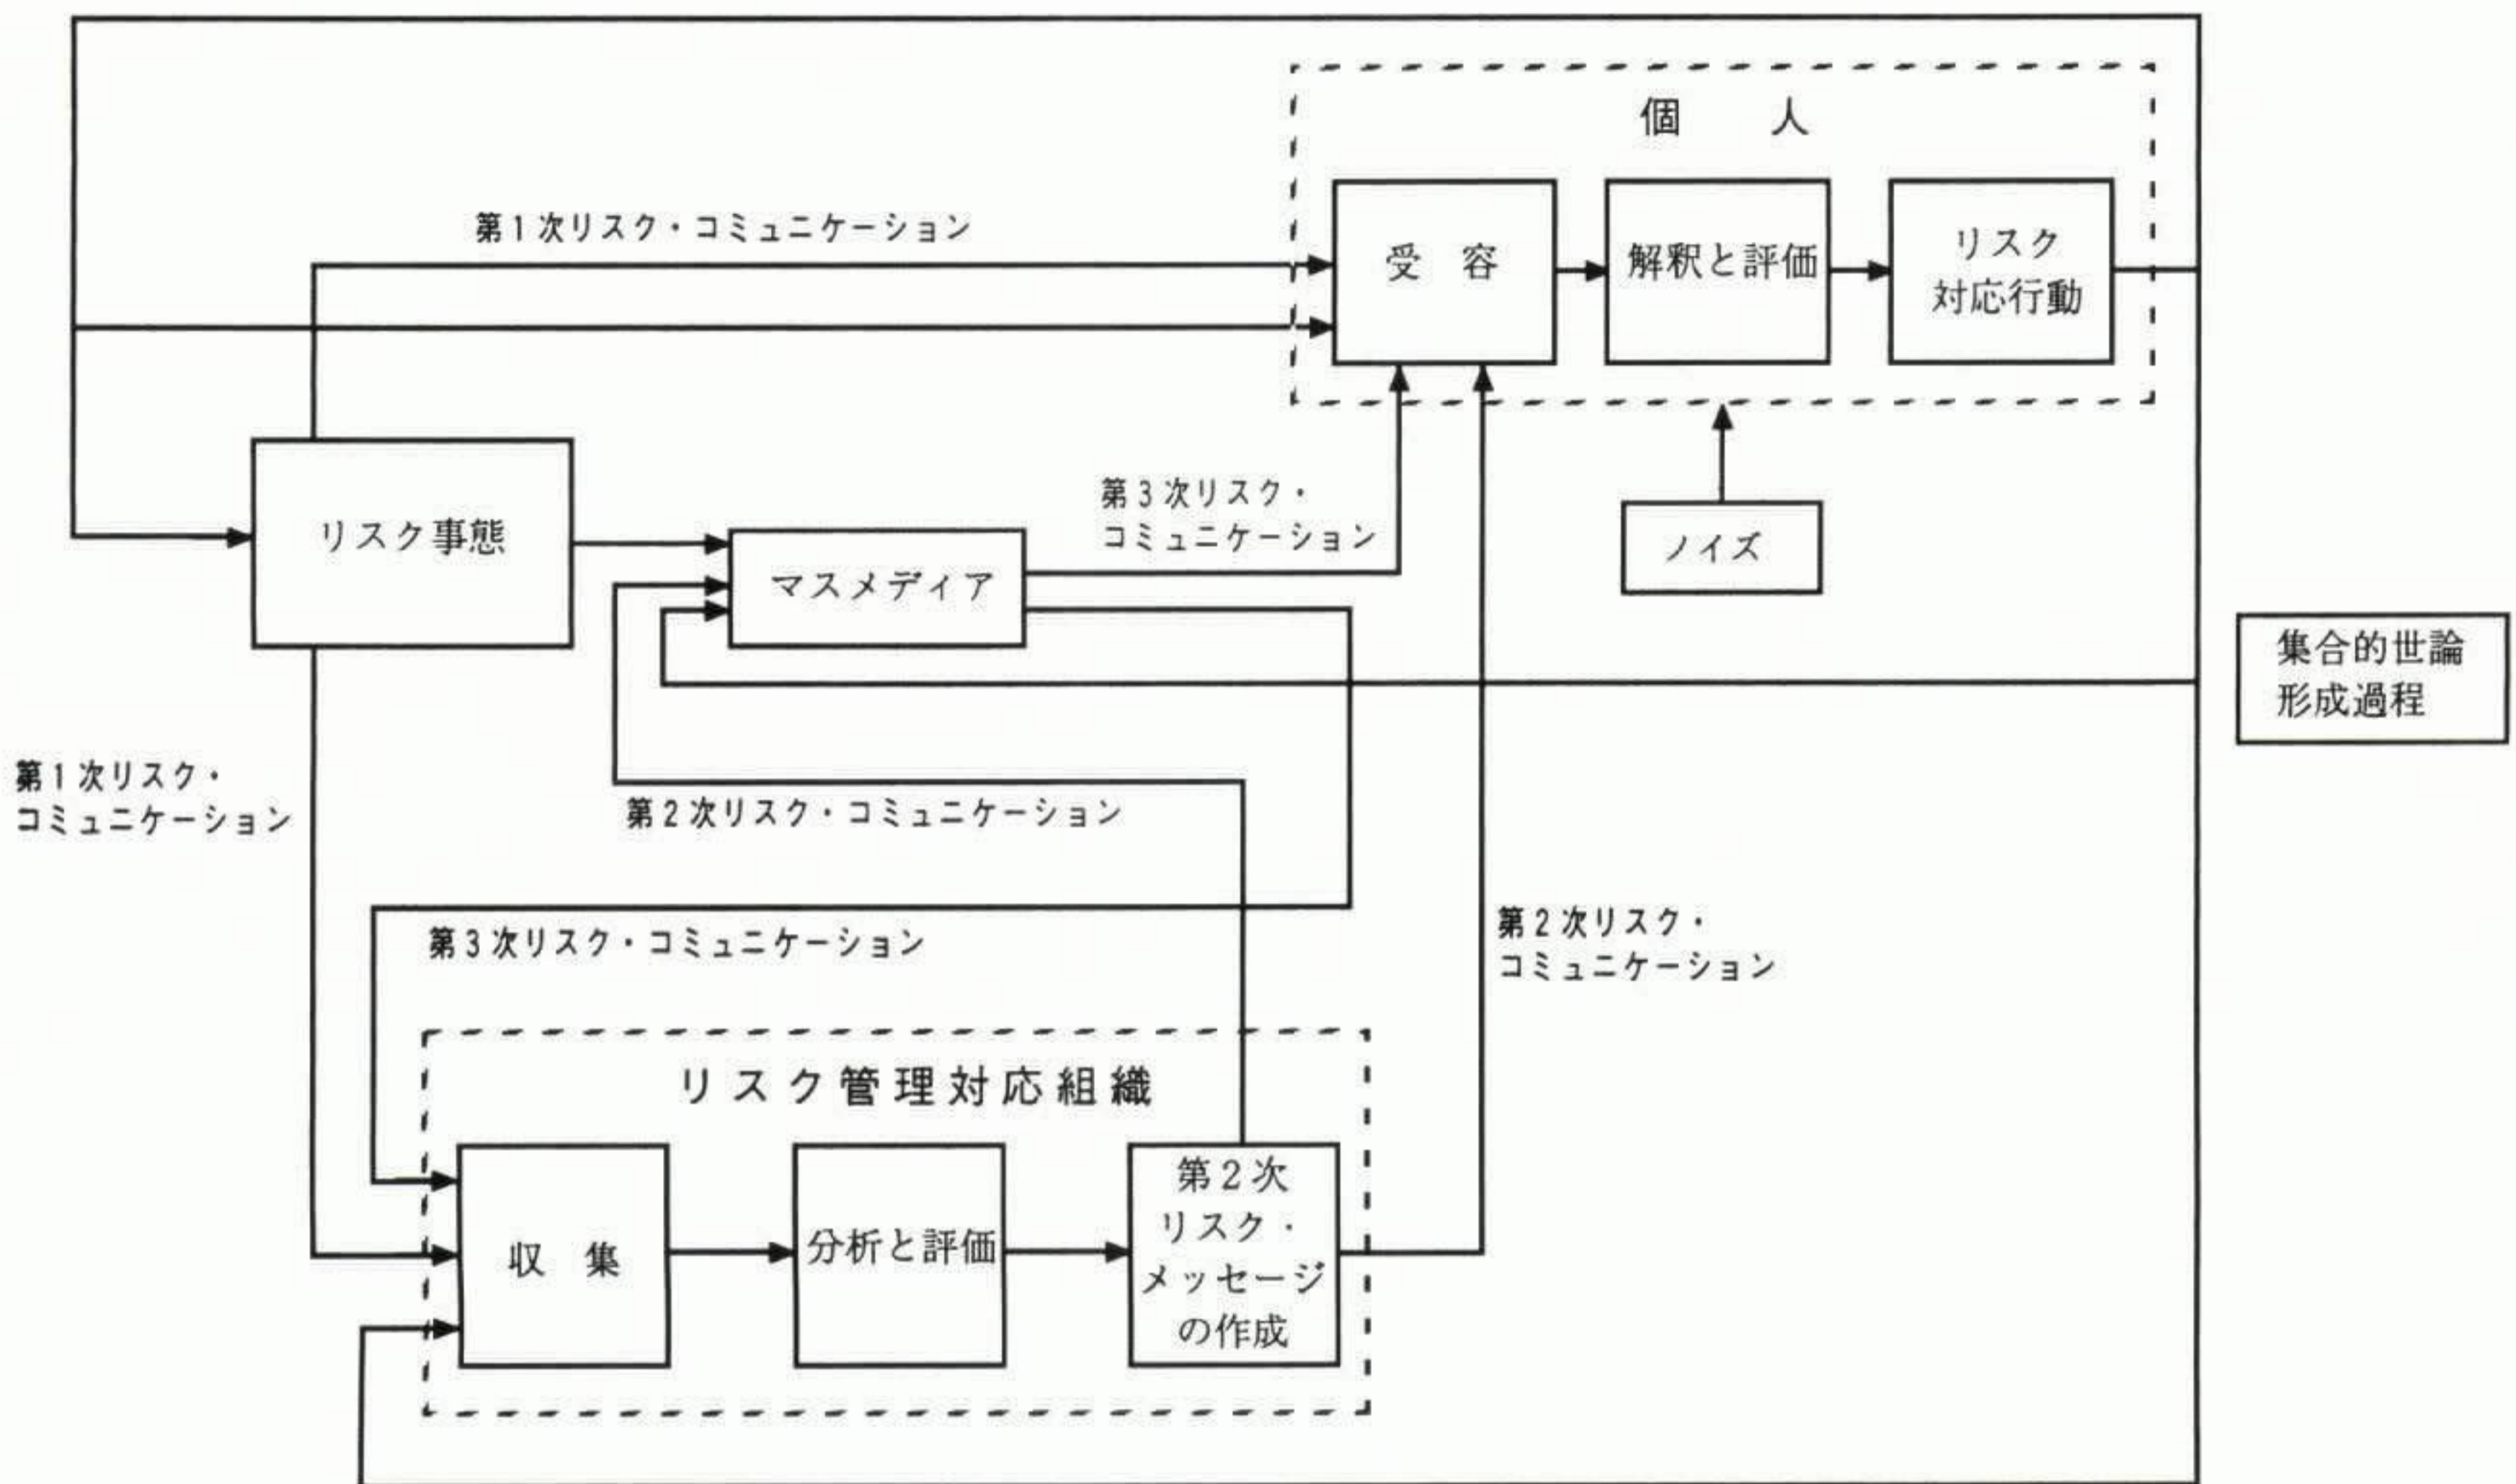 個　人
第1次リスク・コミュニケーション
受　容
解釈と評価
リスク
対応行動
リスク事態
第3次リスク・
コミュニケーション
マスメディア
ノイズ
集合的世論
形成過程
第1次リスク・
コミュニケーション
第2次リスク・コミュニケーション
第3次リスク・コミュニケーション
第2次リスク・
コミュニケーション
リスク管理対応組織
収　集
分析と評価
第2次
リスク・
メッセージ
の作成